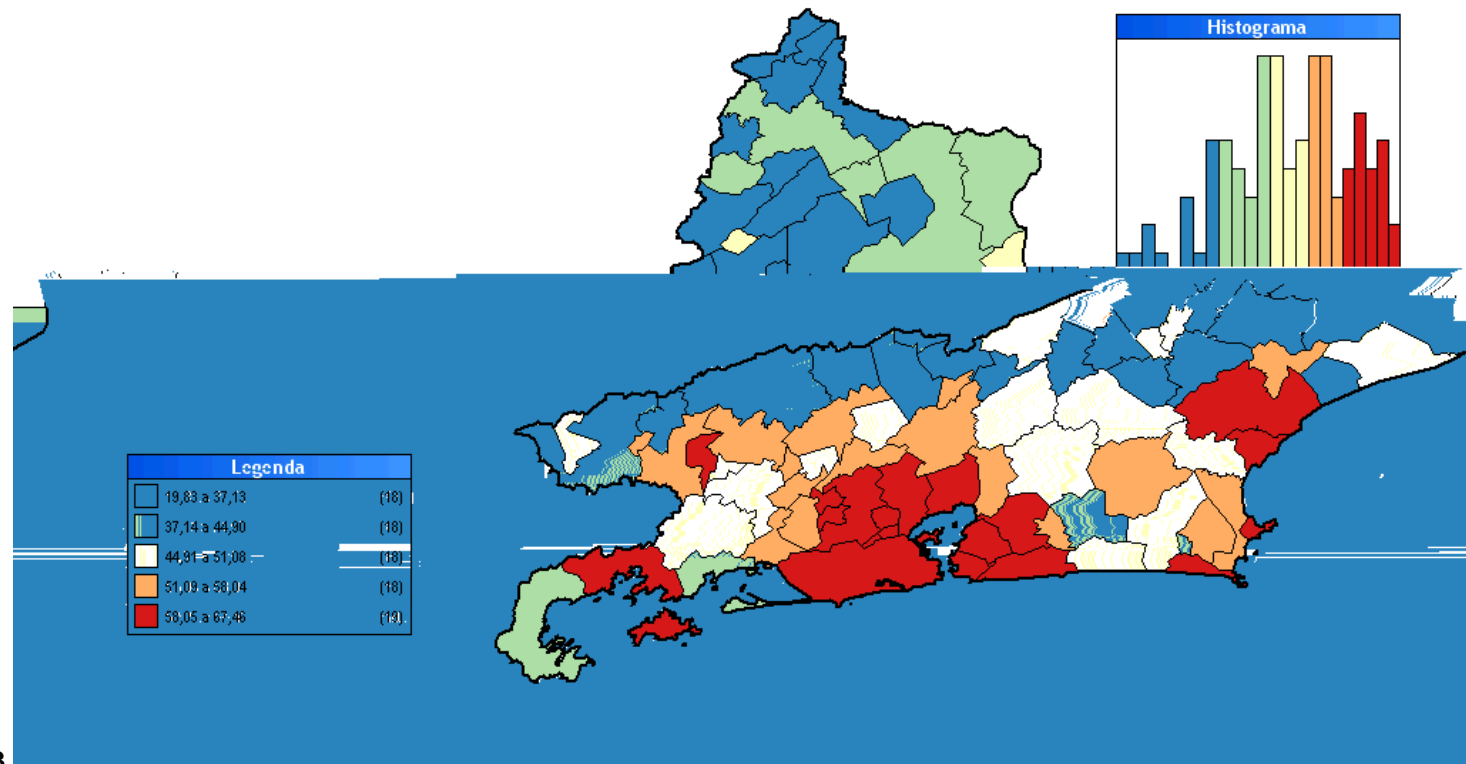 Histograma
Legenda
19,83 a 37,13 (18)
37,14 a 44,90 (18)
44,91 a 51,08 (18)
51,09 a 58,04 (18)
58,05 a 67,46 (19)